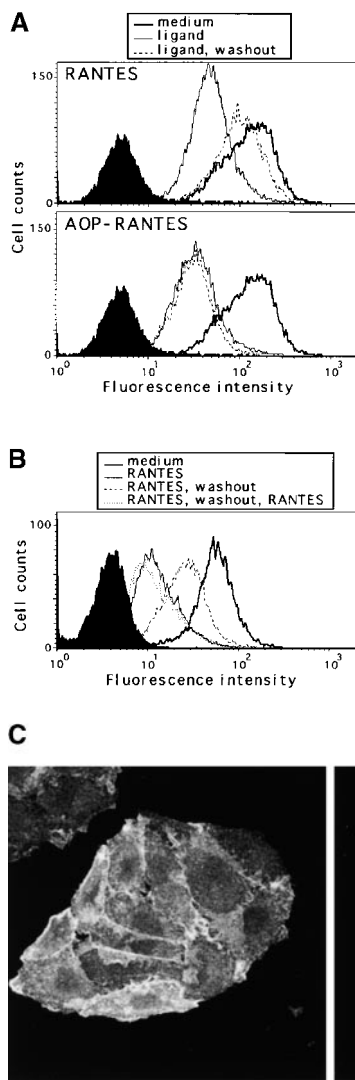 A
medium
ligand
ligand, washout
RANTES
150
0
AOP-RANTES
150
0
10^0 10^1 10^2 10^3
Cell counts
Fluorescence intensity
B
medium
RANTES
RANTES, washout
RANTES, washout, RANTES
100
0
10^0 10^1 10^2 10^3
Cell counts
Fluorescence intensity
C